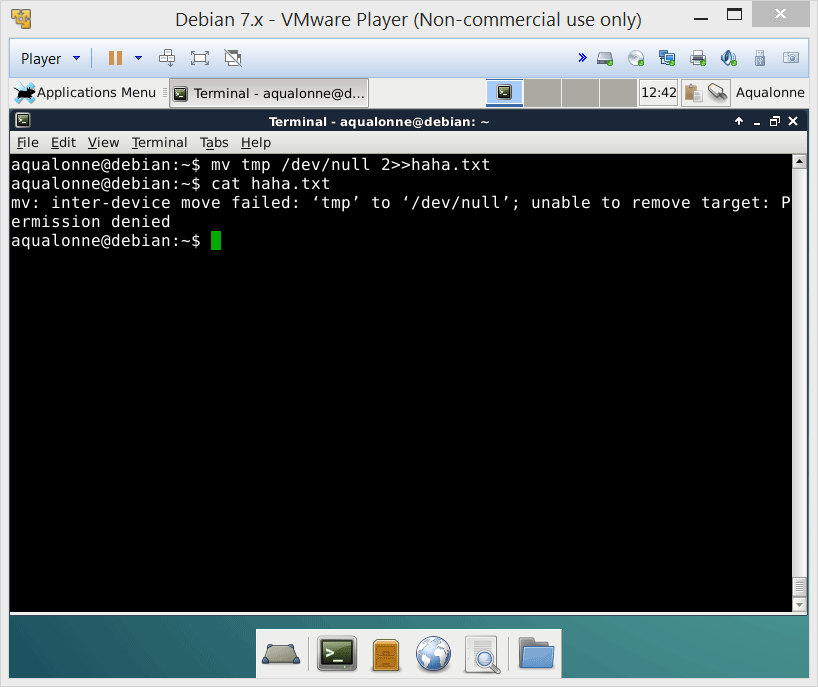 Debian 7.x - VMware Player (Non-commercial use only)
Player
Applications Menu Terminal - aqualonne@d... 12:42 Aqualonne
Terminal - aqualonne@debian: ~
File Edit View Terminal Tabs Help
aqualonne@debian:~$ mv tmp /dev/null 2>>haha.txt
aqualonne@debian:~$ cat haha.txt
mv: inter-device move failed: ‘tmp’ to ‘/dev/null’; unable to remove target: P
ermission denied
aqualonne@debian:~$